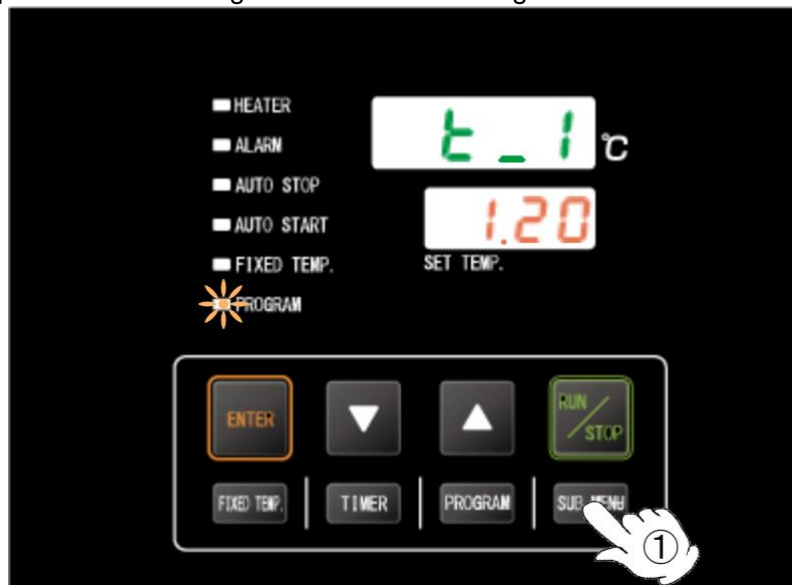 HEATER
ALARM
AUTO STOP
AUTO START
FIXED TEMP.
PROGRAM
t_1 ℃
1.20
SET TEMP.
ENTER ▼ ▲ RUN/STOP
FIXED TEMP. TIMER PROGRAM SUB MENU
①